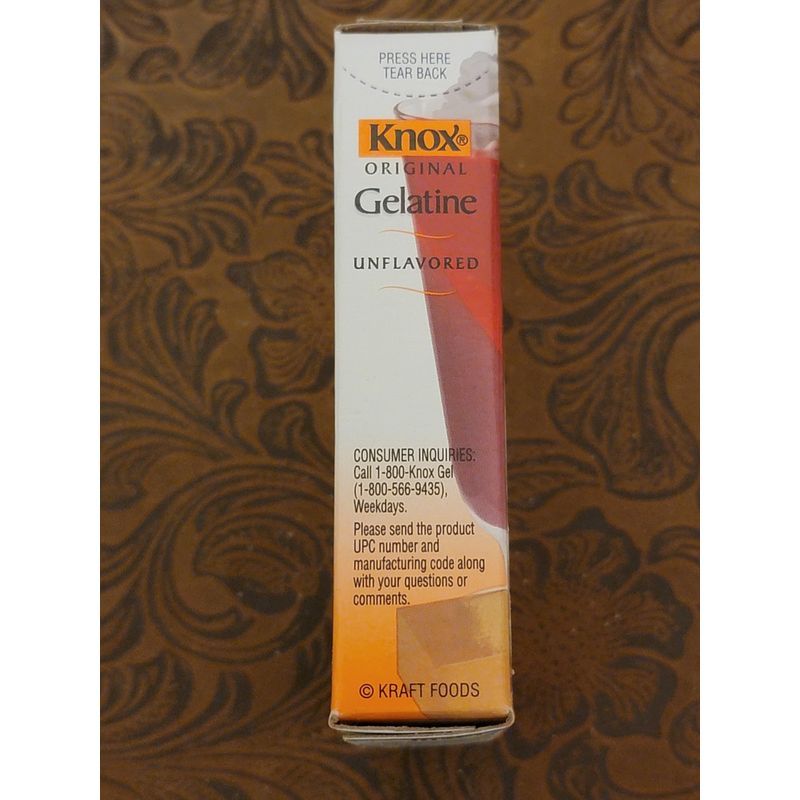 PRESS HERE
TEAR BACK
Knox®
ORIGINAL
Gelatine
UNFLAVORED
CONSUMER INQUIRIES:
Call 1-800-Knox Gel
(1-800-566-9435),
Weekdays.
Please send the product
UPC number and
manufacturing code along
with your questions or
comments.
© KRAFT FOODS